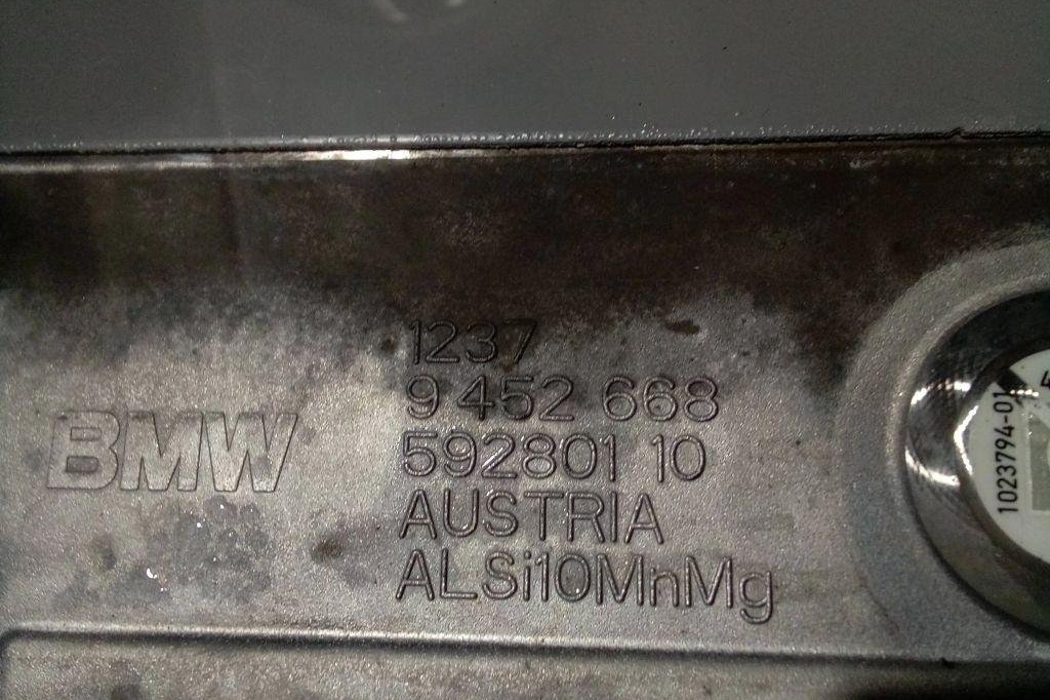 BMW
1237
9 452 668
592801 10
AUSTRIA
ALSi10MnMg
1023794-01